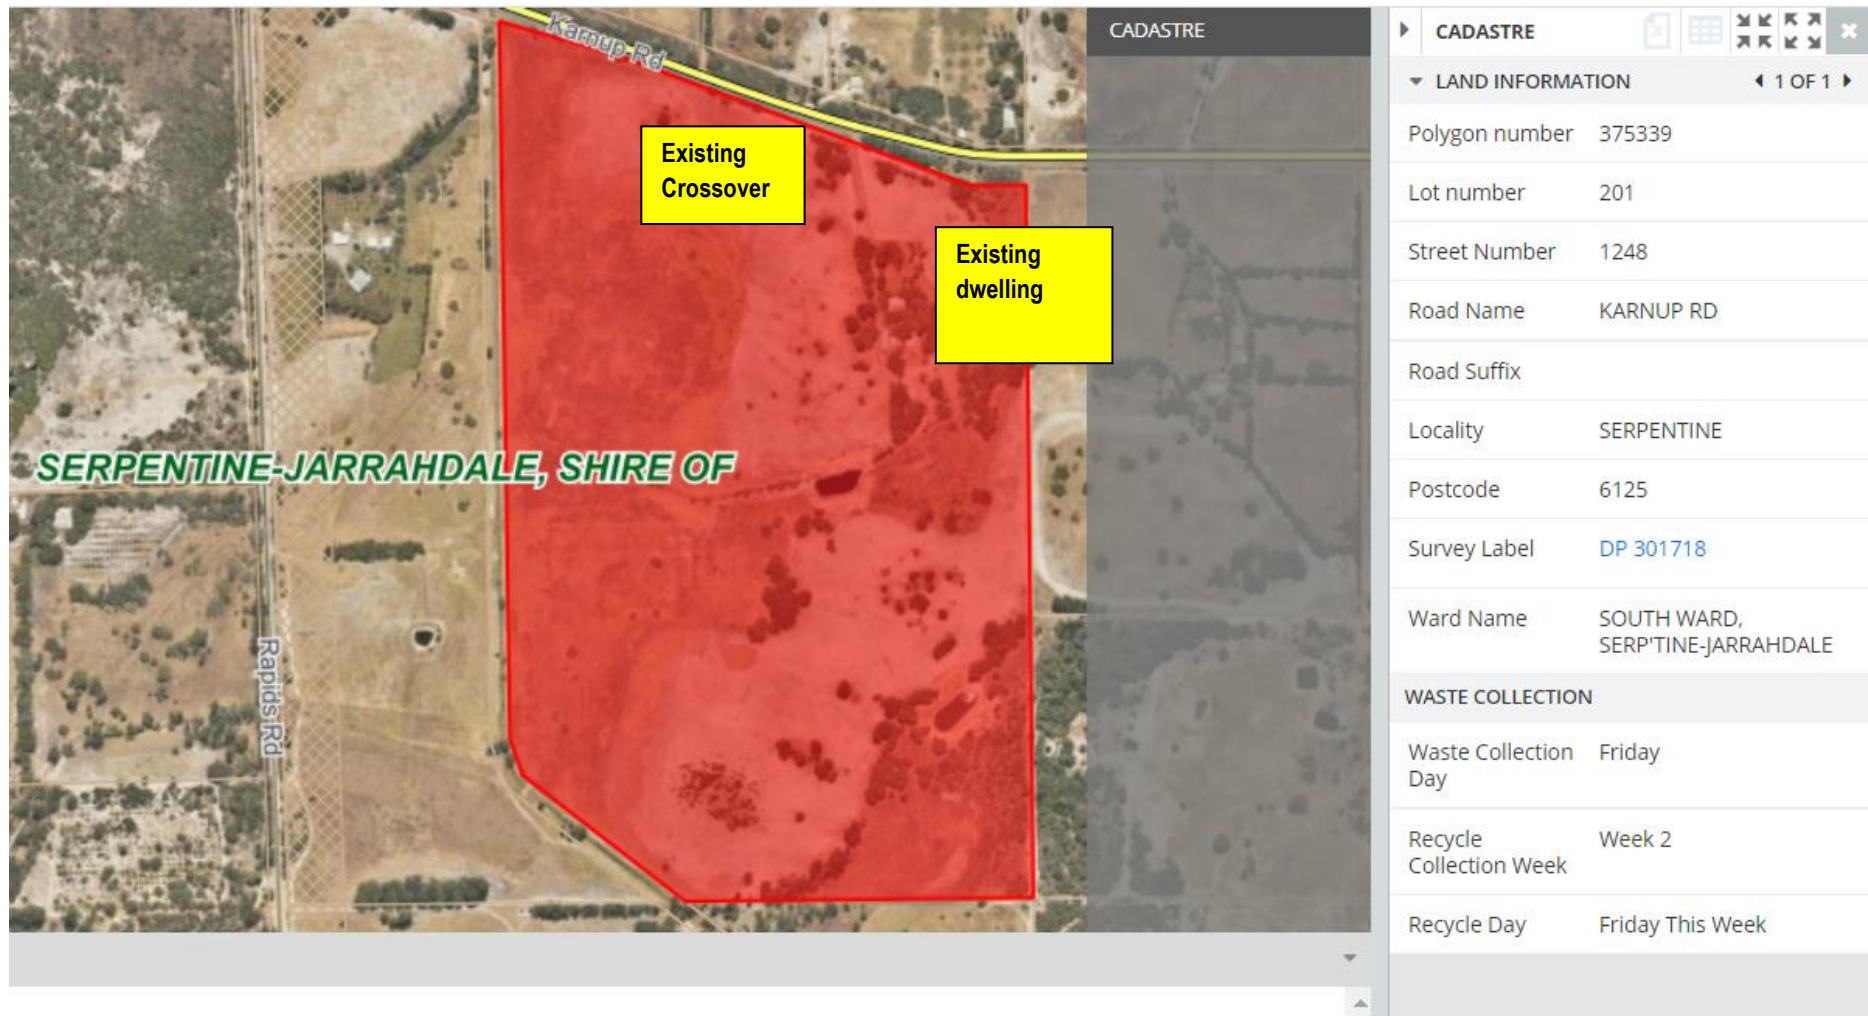 Karnup Rd
Existing
Crossover
Existing
dwelling
SERPENTINE-JARRAHDALE, SHIRE OF
Rapids Rd
CADASTRE
CADASTRE
LAND INFORMATION 1 OF 1
Polygon number 375339
Lot number 201
Street Number 1248
Road Name KARNUP RD
Road Suffix
Locality SERPENTINE
Postcode 6125
Survey Label DP 301718
Ward Name SOUTH WARD,
SERP'TINE-JARRAHDALE
WASTE COLLECTION
Waste Collection Friday
Day
Recycle Week 2
Collection Week
Recycle Day Friday This Week